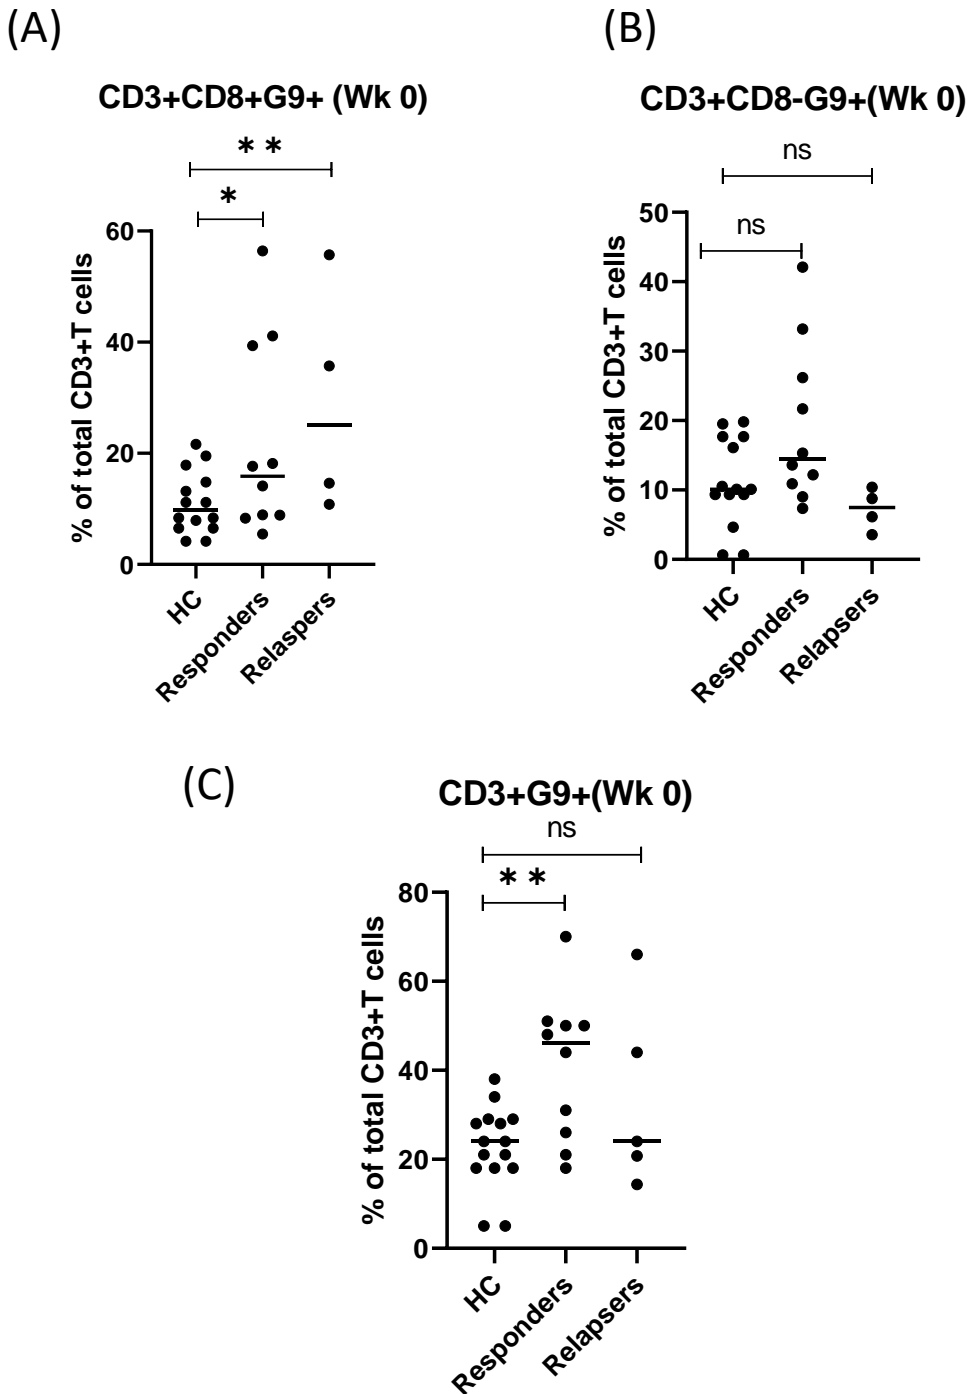 (A)
CD3+CD8+G9+ (Wk 0)
**
*
% of total CD3+T cells
60
40
20
0
HC
Responders
Relaspers
(B)
CD3+CD8-G9+(Wk 0)
ns
ns
% of total CD3+T cells
50
40
30
20
10
0
HC
Responders
Relapsers
(C)
CD3+G9+(Wk 0)
ns
**
% of total CD3+T cells
80
60
40
20
0
HC
Responders
Relapsers